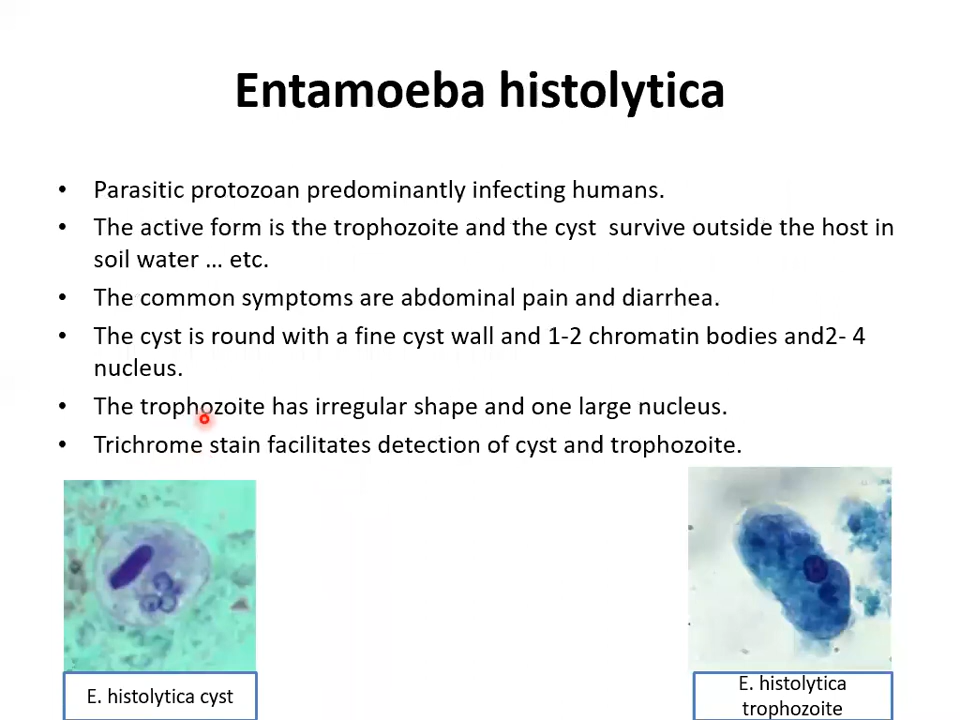 Entamoeba histolytica
• Parasitic protozoan predominantly infecting humans.
• The active form is the trophozoite and the cyst  survive outside the host in
soil water ... etc.
• The common symptoms are abdominal pain and diarrhea.
• The cyst is round with a fine cyst wall and 1-2 chromatin bodies and2- 4
nucleus.
• The trophozoite has irregular shape and one large nucleus.
• Trichrome stain facilitates detection of cyst and trophozoite.
E. histolytica cyst
E. histolytica
trophozoite